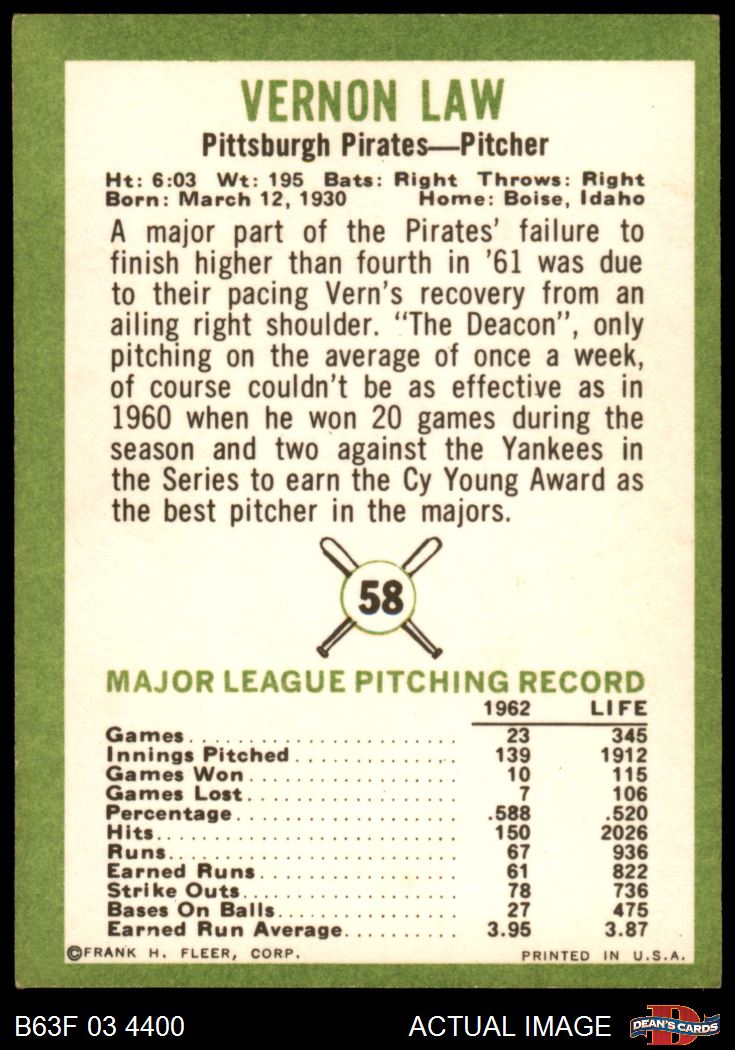 VERNON LAW
Pittsburgh Pirates—Pitcher
Ht: 6:03 Wt: 195 Bats: Right Throws: Right
Born: March 12, 1930 Home: Boise, Idaho
A major part of the Pirates' failure to
finish higher than fourth in '61 was due
to their pacing Vern's recovery from an
ailing right shoulder. "The Deacon", only
pitching on the average of once a week,
of course couldn't be as effective as in
1960 when he won 20 games during the
season and two against the Yankees in
the Series to earn the Cy Young Award as
the best pitcher in the majors.
58
MAJOR LEAGUE PITCHING RECORD
1962 LIFE
Games 23 345
Innings Pitched 139 1912
Games Won 10 115
Games Lost 7 106
Percentage .588 .520
Hits 150 2026
Runs 67 936
Earned Runs 61 822
Strike Outs 78 736
Bases On Balls 27 475
Earned Run Average 3.95 3.87
©FRANK H. FLEER, CORP. PRINTED IN U.S.A.
B63F 03 4400 ACTUAL IMAGE D DEAN'S CARDS